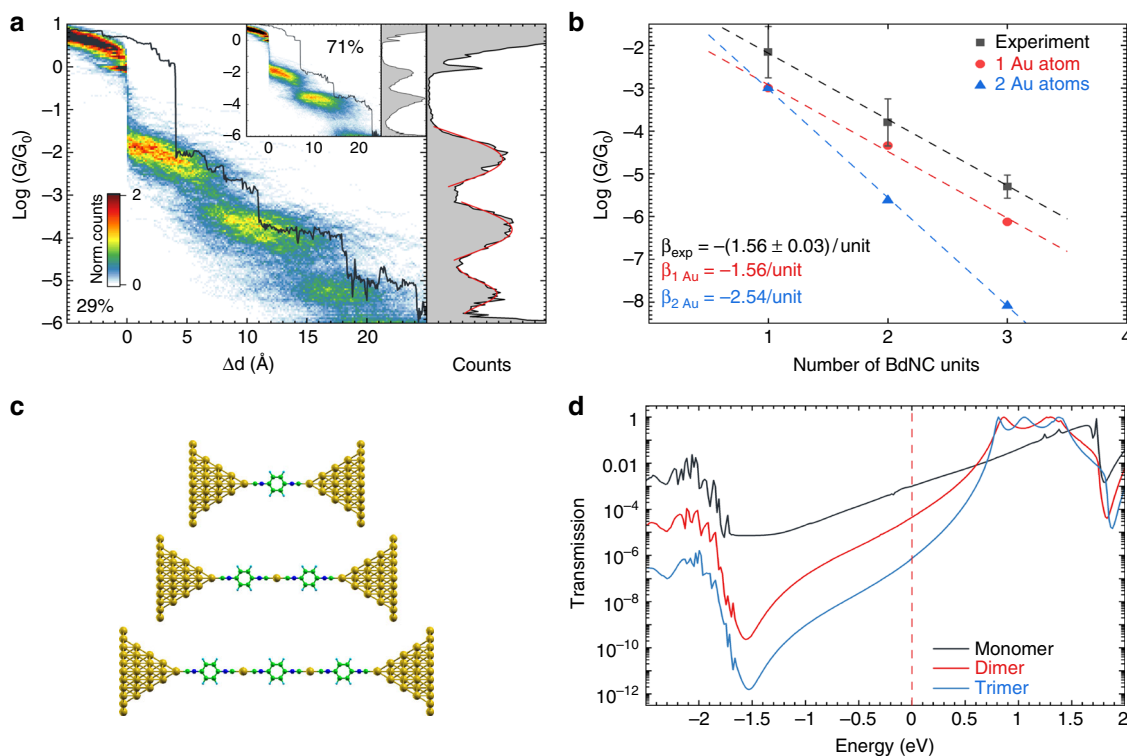 a
Log (G/G0)
1
0
−1
−2
−3
−4
−5
−6
0
5
10
15
20
Δd (Å)
Counts
Norm.counts
2
0
29%
71%
0
−2
−4
−6
0
10
20
b
Log (G/G0)
−2
−3
−4
−5
−6
−7
−8
0
1
2
3
4
Number of BdNC units
Experiment
1 Au atom
2 Au atoms
βexp = −(1.56 ± 0.03)/unit
β1 Au = −1.56/unit
β2 Au = −2.54/unit
c
d
Transmission
1
0.01
10−4
10−6
10−8
10−10
10−12
−2
−1.5
−1
−0.5
0
0.5
1
1.5
2
Energy (eV)
Monomer
Dimer
Trimer